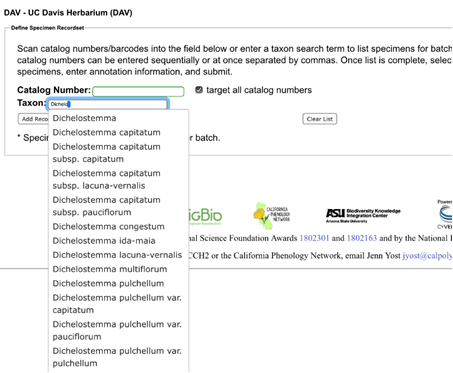 DAV - UC Davis Herbarium (DAV)
Define Specimen Recordset
Scan catalog numbers/barcodes into the field below or enter a taxon search term to list specimens for batch
catalog numbers can be entered sequentially or at once separated by commas. Once list is complete, selec
specimens, enter annotation information, and submit.
Catalog Number:
target all catalog numbers
Taxon: Dichelo
Add Reco
Clear List
* Speci
r batch.
Dichelostemma
Dichelostemma capitatum
Dichelostemma capitatum
subsp. capitatum
Dichelostemma capitatum
subsp. lacuna-vernalis
Dichelostemma capitatum
subsp. pauciflorum
Dichelostemma congestum
Dichelostemma ida-maia
Dichelostemma lacuna-vernalis
Dichelostemma multiflorum
Dichelostemma pulchellum
Dichelostemma pulchellum var.
capitatum
Dichelostemma pulchellum var.
pauciflorum
Dichelostemma pulchellum var.
pulchellum
igBio
CALIFORNIA
PHENOLOGY
NETWORK
ASU Biodiversity Knowledge
Integration Center
Arizona State University
Powe
CYVER
nal Science Foundation Awards 1802301 and 1802163 and by the National F
CCH2 or the California Phenology Network, email Jenn Yost jyost@calpoly